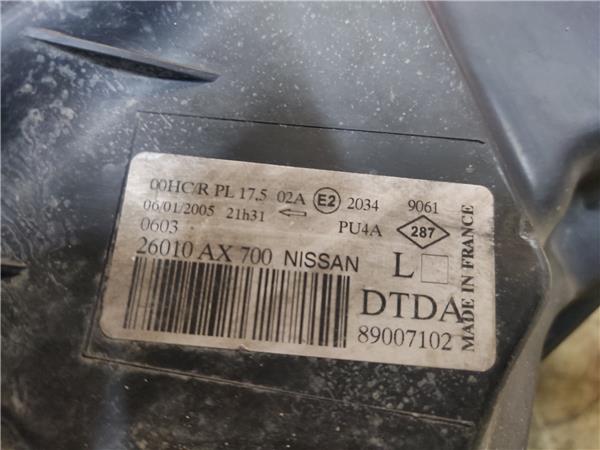 00HC/R PL 17.5 02A E2 2034 9061
06/01/2005 21h31 PU4A 287
0603
26010 AX 700 NISSAN L
DTDA
89007102
MADE IN FRANCE